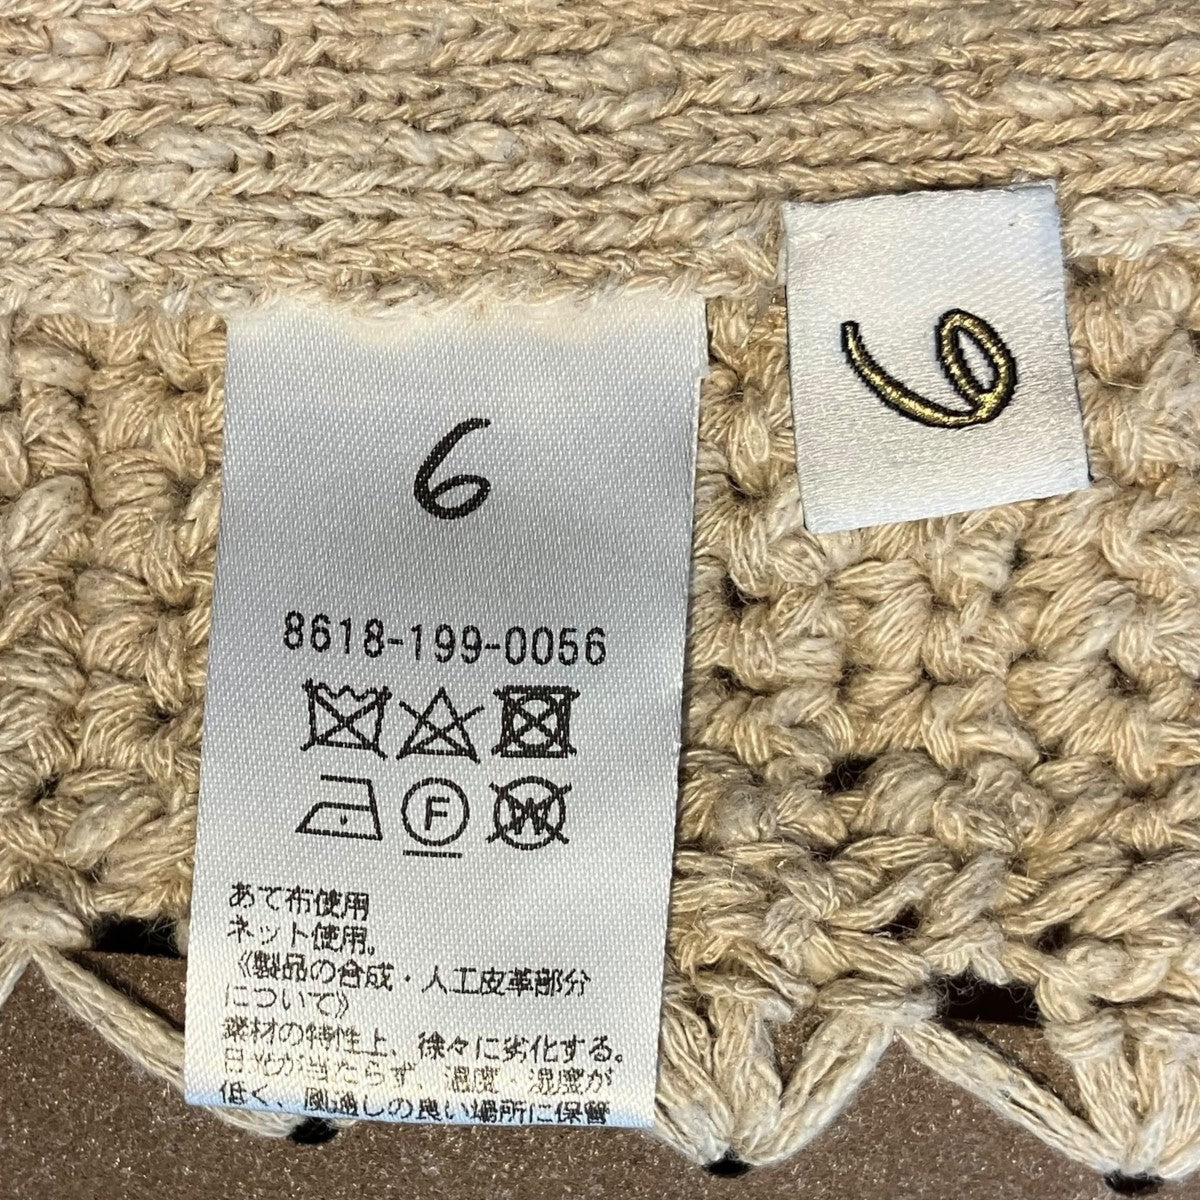 6
6
8618-199-0056
F
W
あて布使用
ネット使用。
《製品の合成・人工皮革部分
について》
素材の特性上、徐々に劣化する。
日光が当たらず、温度・湿度が
低く、風通しの良い場所に保管